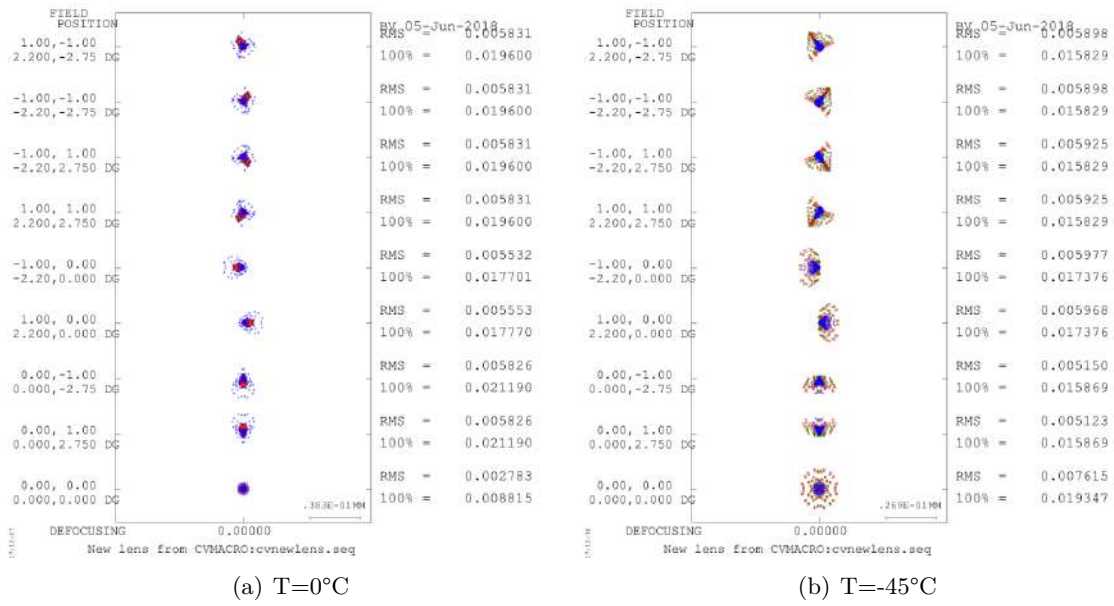 FIELD
POSITION
RV 05-Jun-2018
1.00,-1.00
2.200,-2.75 DG
RMS = 0.005831
100% = 0.019600
-1.00,-1.00
-2.20,-2.75 DG
RMS = 0.005831
100% = 0.019600
-1.00, 1.00
-2.20,2.750 DG
RMS = 0.005831
100% = 0.019600
1.00, 1.00
2.200,2.750 DG
RMS = 0.005831
100% = 0.019600
-1.00, 0.00
-2.20,0.000 DG
RMS = 0.005532
100% = 0.017701
1.00, 0.00
2.200,0.000 DG
RMS = 0.005553
100% = 0.017770
0.00,-1.00
0.000,-2.75 DG
RMS = 0.005826
100% = 0.021190
0.00, 1.00
0.000,2.750 DG
RMS = 0.005826
100% = 0.021190
0.00, 0.00
0.000,0.000 DG
RMS = 0.002783
100% = 0.008815
.383E-01MM
DEFOCUSING 0.00000
New lens from CVMACRO:cvnewlens.seq
(a) T=0°C
FIELD
POSITION
RV 05-Jun-2018
1.00,-1.00
2.200,-2.75 DG
RMS = 0.005898
100% = 0.015829
-1.00,-1.00
-2.20,-2.75 DG
RMS = 0.005898
100% = 0.015829
-1.00, 1.00
-2.20,2.750 DG
RMS = 0.005925
100% = 0.015829
1.00, 1.00
2.200,2.750 DG
RMS = 0.005925
100% = 0.015829
-1.00, 0.00
-2.20,0.000 DG
RMS = 0.005977
100% = 0.017376
1.00, 0.00
2.200,0.000 DG
RMS = 0.005968
100% = 0.017376
0.00,-1.00
0.000,-2.75 DG
RMS = 0.005150
100% = 0.015869
0.00, 1.00
0.000,2.750 DG
RMS = 0.005123
100% = 0.015869
0.00, 0.00
0.000,0.000 DG
RMS = 0.007615
100% = 0.019347
.269E-01MM
DEFOCUSING 0.00000
New lens from CVMACRO:cvnewlens.seq
(b) T=-45°C